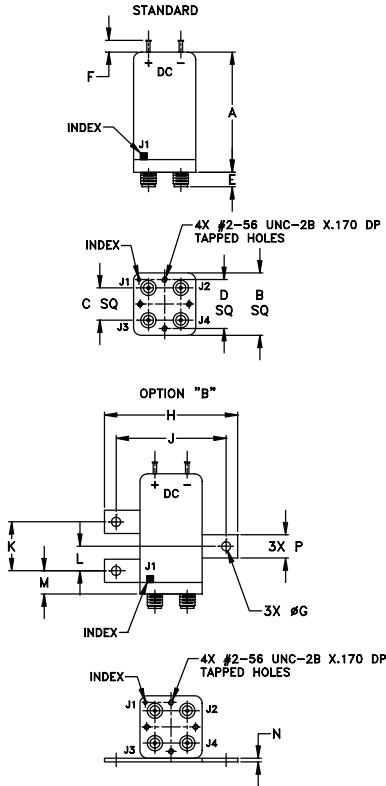 STANDARD
F
+ −
DC
A
INDEX
J1
E
4X #2-56 UNC-2B X.170 DP
TAPPED HOLES
INDEX
J1
J2
C SQ
D
SQ
B
SQ
J3
J4
OPTION "B"
H
J
+ −
DC
K
L
M
J1
3X P
3X øG
INDEX
4X #2-56 UNC-2B X.170 DP
TAPPED HOLES
INDEX
J1
J2
N
J3
J4